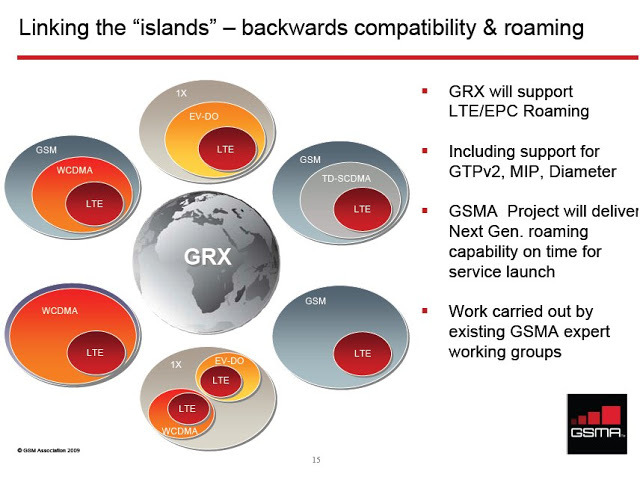 Linking the “islands” – backwards compatibility & roaming
1X
EV-DO
LTE
GSM
WCDMA
LTE
GSM
TD-SCDMA
LTE
GRX
WCDMA
LTE
GSM
LTE
1X
EV-DO
LTE
LTE
WCDMA
▪ GRX will support
LTE/EPC Roaming
▪ Including support for
GTPv2, MIP, Diameter
▪ GSMA Project will deliver
Next Gen. roaming
capability on time for
service launch
▪ Work carried out by
existing GSMA expert
working groups
GSMA
© GSM Association 2009
15